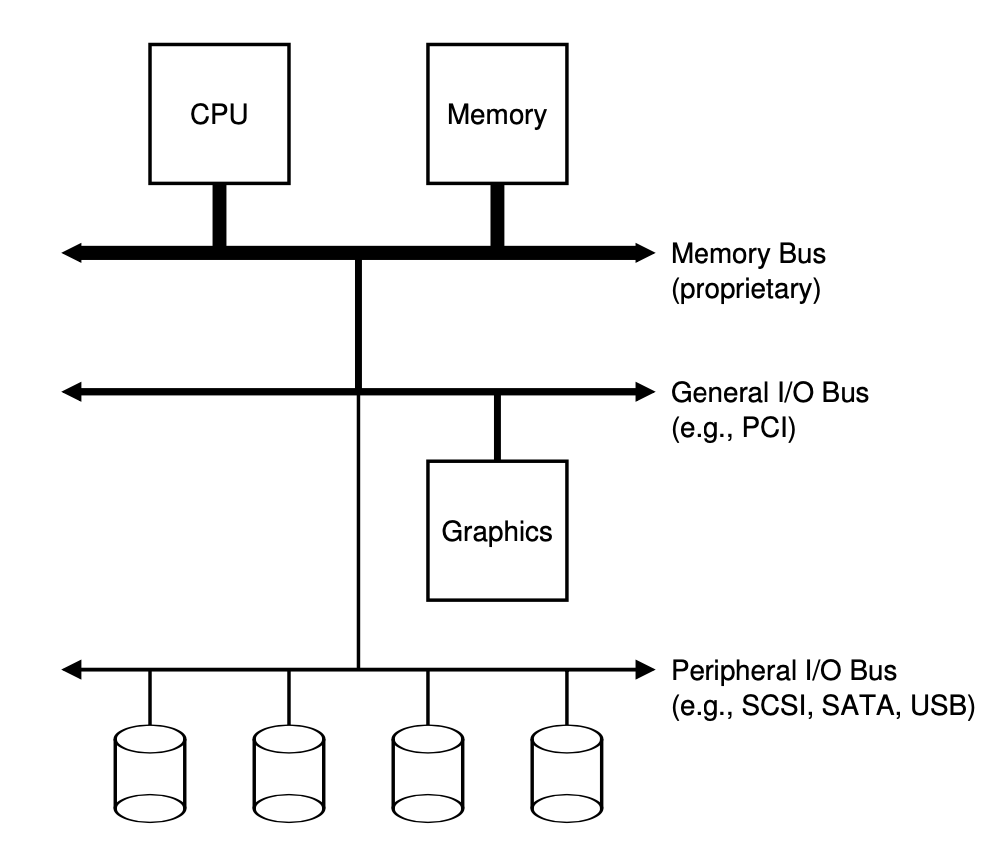 CPU
Memory
Memory Bus
(proprietary)
General I/O Bus
(e.g., PCI)
Graphics
Peripheral I/O Bus
(e.g., SCSI, SATA, USB)